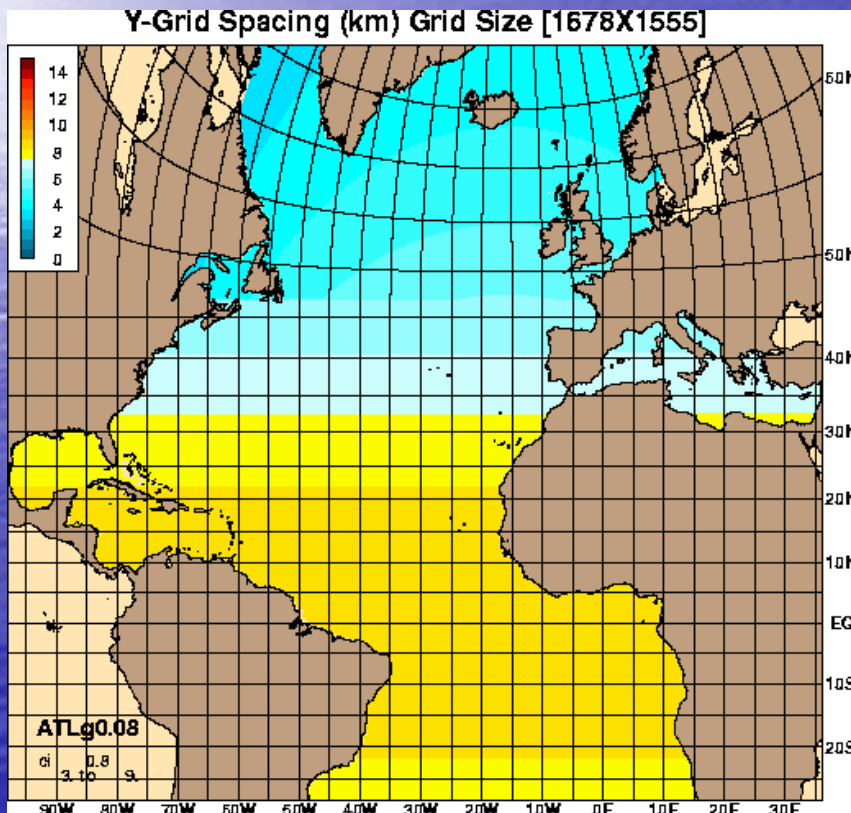 Y-Grid Spacing (km) Grid Size [1678X1555]
14
12
10
8
6
4
2
0
50N
40N
30N
20N
10N
EQ
10S
20S
ATLg0.08
ci 0.8
3. to 9.
90W 80W 70W 60W 50W 40W 30W 20W 10W 0E 10E 20E 30E